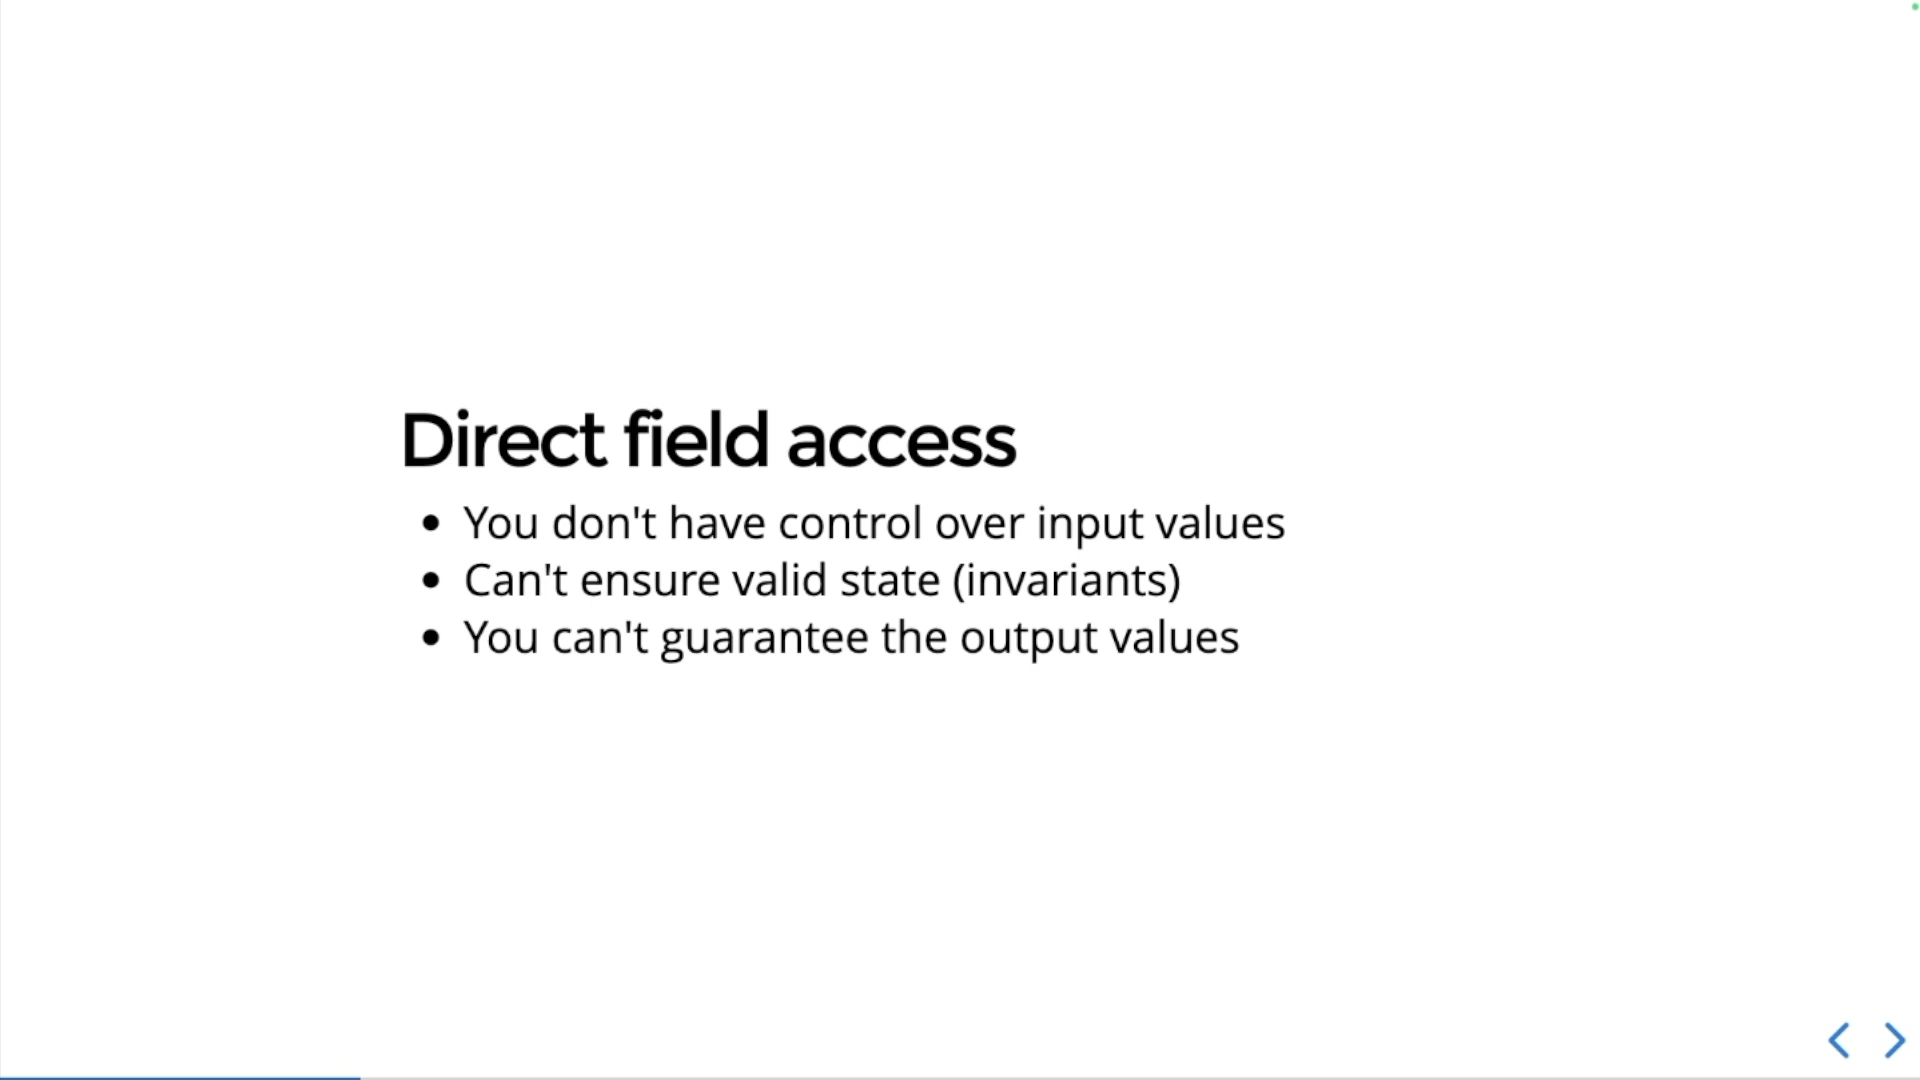 Direct field access
• You don't have control over input values
• Can't ensure valid state (invariants)
• You can't guarantee the output values